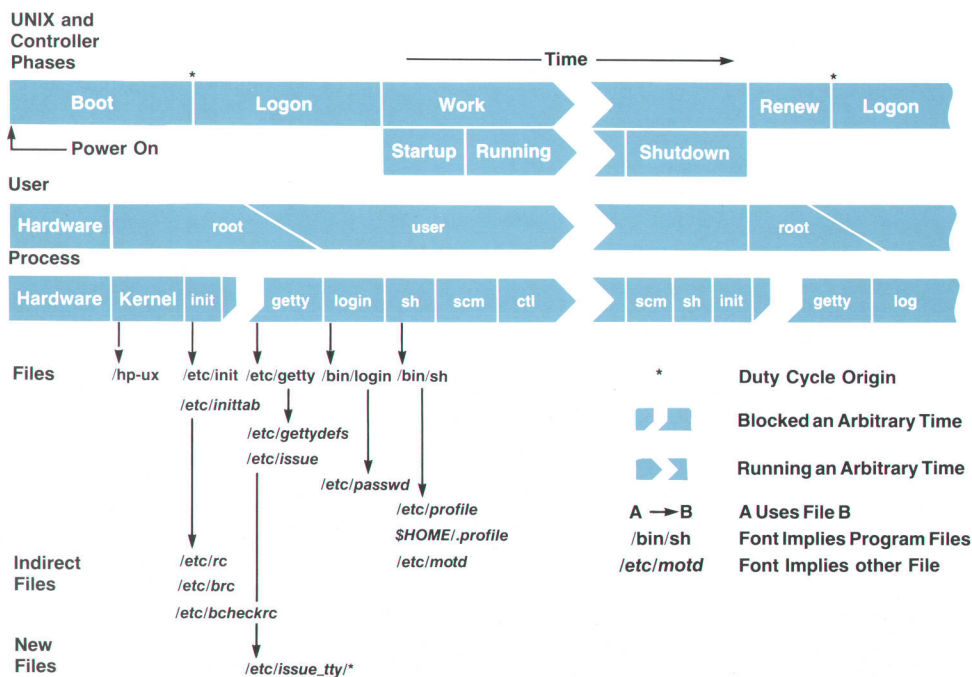 UNIX and
Controller
Phases
Time
*
*
Boot
Logon
Work
Renew
Logon
Power On
Startup
Running
Shutdown
User
Hardware
root
user
root
Process
Hardware
Kernel
init
getty
login
sh
scm
ctl
scm
sh
init
getty
log
Files
/hp-ux
/etc/init
/etc/getty
/bin/login
/bin/sh
* Duty Cycle Origin
/etc/inittab
/etc/gettydefs
/etc/issue
Blocked an Arbitrary Time
/etc/passwd
Running an Arbitrary Time
/etc/profile
$HOME/.profile
/etc/motd
A → B A Uses File B
/bin/sh Font Implies Program Files
/etc/motd Font Implies other File
Indirect
Files
/etc/rc
/etc/brc
/etc/bcheckrc
New
Files
/etc/issue_tty/*